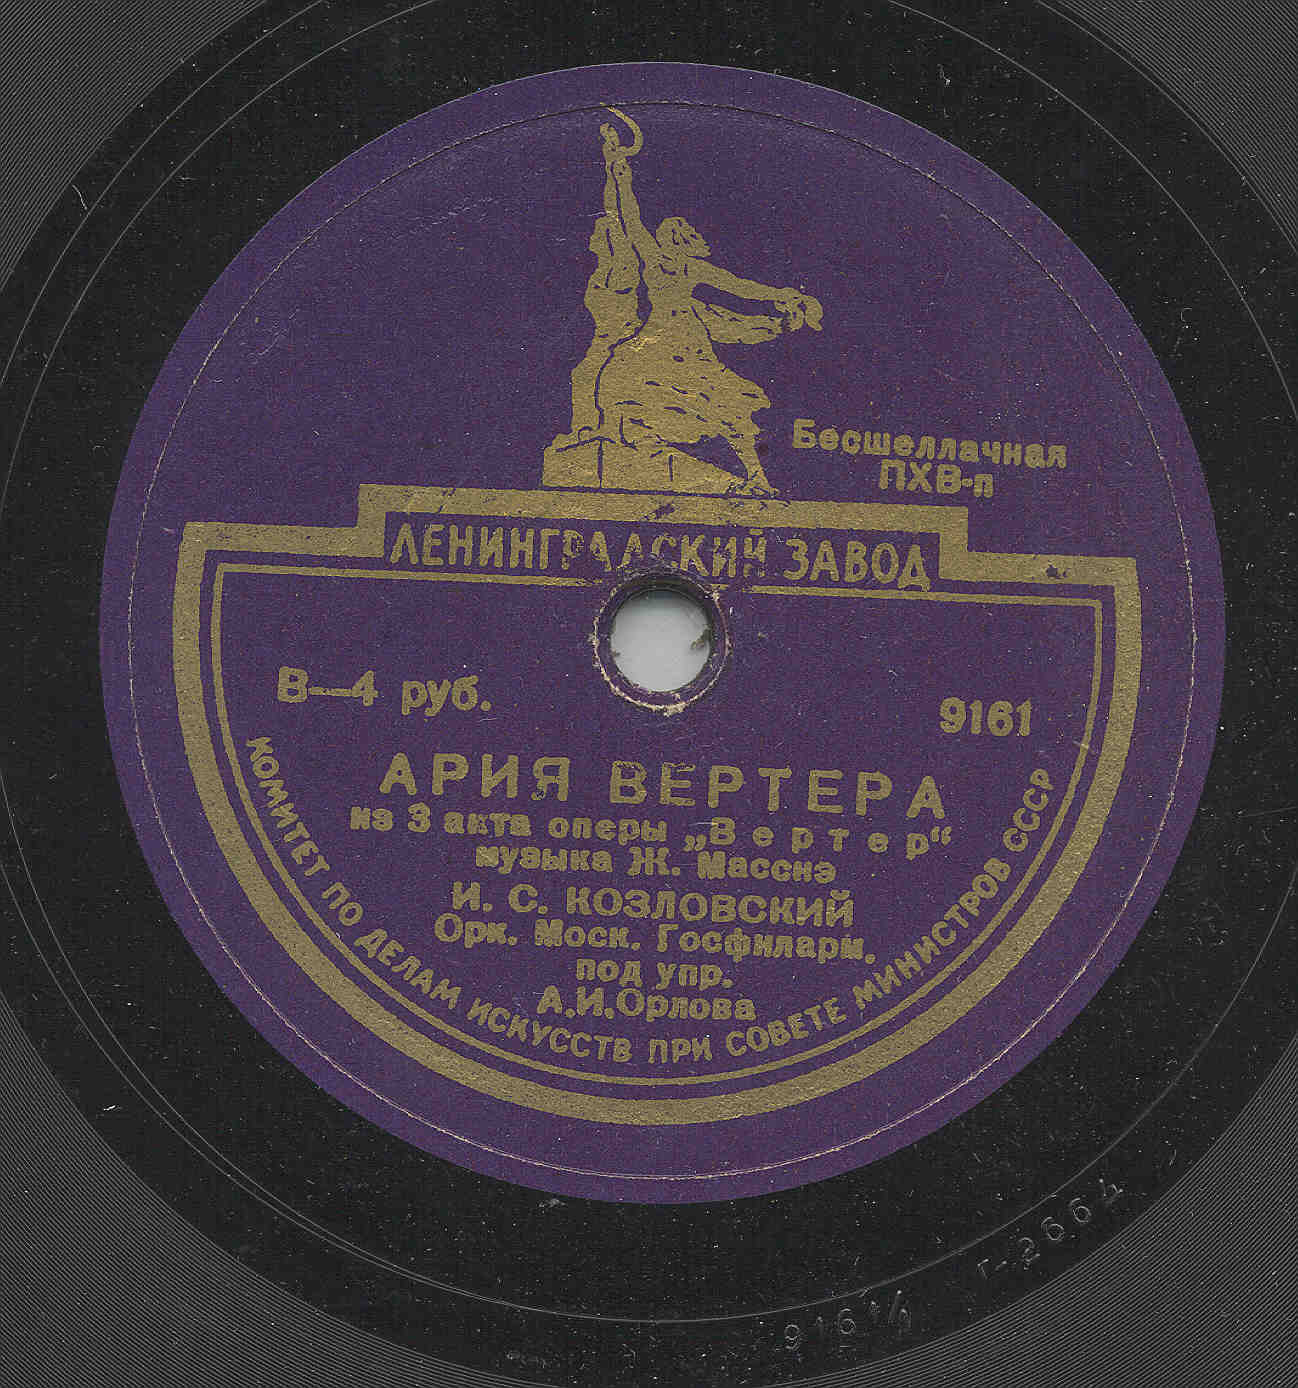 Бесшеллачная
ПХВ-п
ЛЕНИНГРАДСКИЙ ЗАВОД
В—4 руб.
9161
АРИЯ ВЕРТЕРА
из 3 акта оперы „Вертер“
музыка Ж. Масснэ
И. С. КОЗЛОВСКИЙ
Орк. Моск. Госфиларм.
под упр.
А.И.Орлова
КОМИТЕТ ПО ДЕЛАМ ИСКУССТВ ПРИ СОВЕТЕ МИНИСТРОВ СССР
г-2664